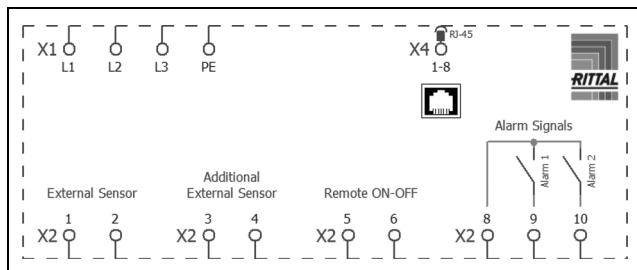 RJ-45
X1 X4
L1 L2 L3 PE 1-8
RITTAL
Alarm Signals
Alarm 1 Alarm 2
Additional
External Sensor External Sensor Remote ON-OFF
1 2 3 4 5 6 8 9 10
X2 X2 X2 X2